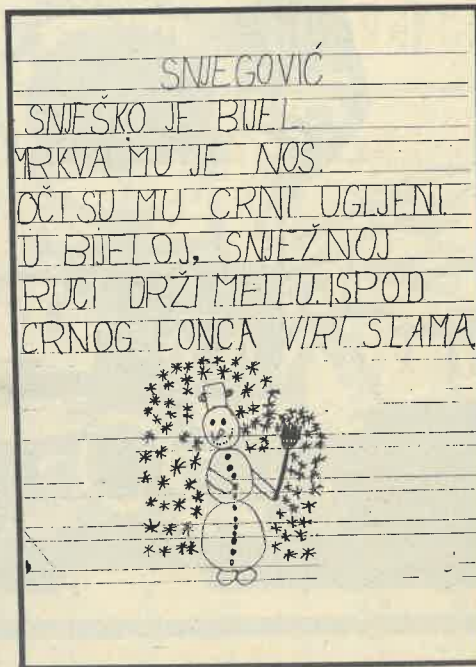 SNJEGOVIĆ
SNJEŠKO JE BIJEL.
MRKVA MU JE NOS.
OČI SU MU CRNI UGLJENI.
U BIJELOJ, SNJEŽNOJ
RUCI DRŽI METLU. ISPOD
CRNOG LONCA VIRI SLAMA.